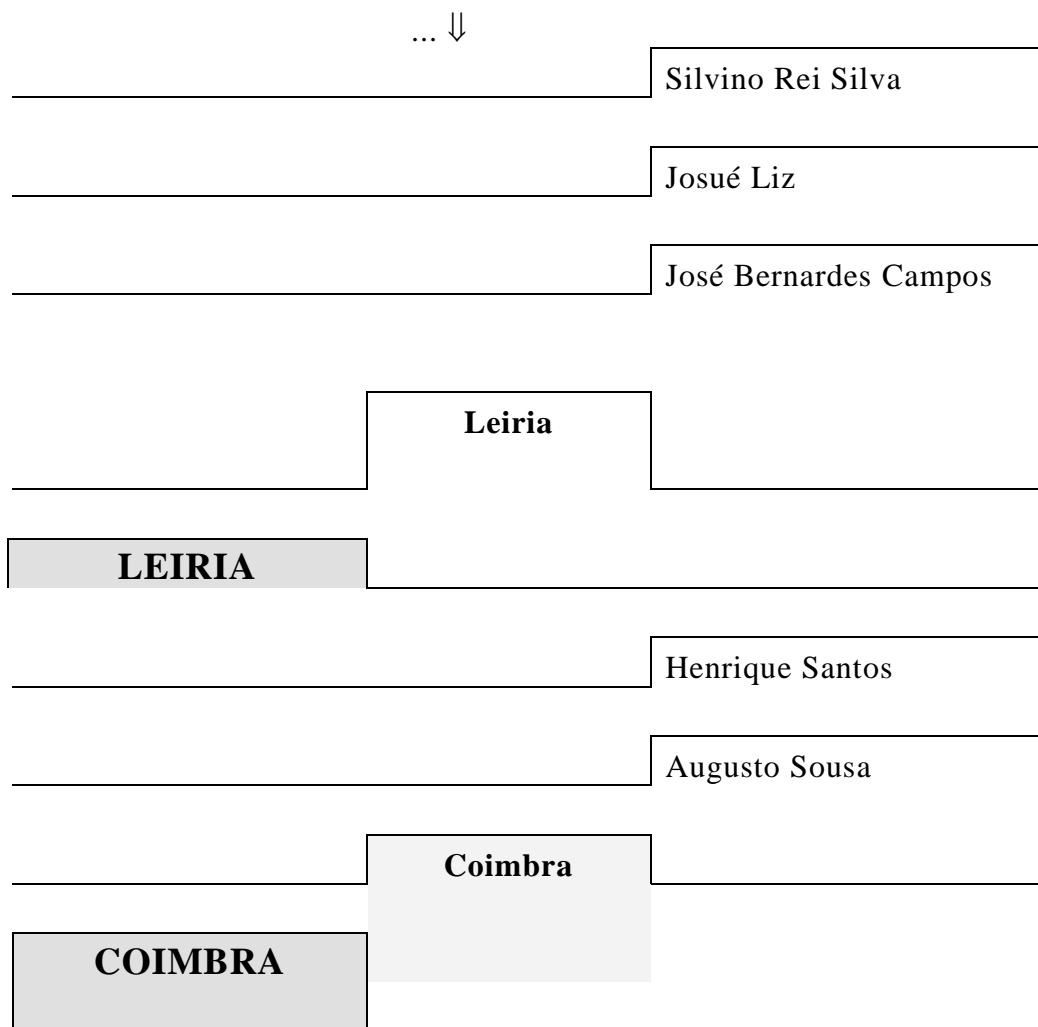 ... ⇓
Silvino Rei Silva
Josué Liz
José Bernardes Campos
Leiria
LEIRIA
Henrique Santos
Augusto Sousa
Coimbra
COIMBRA